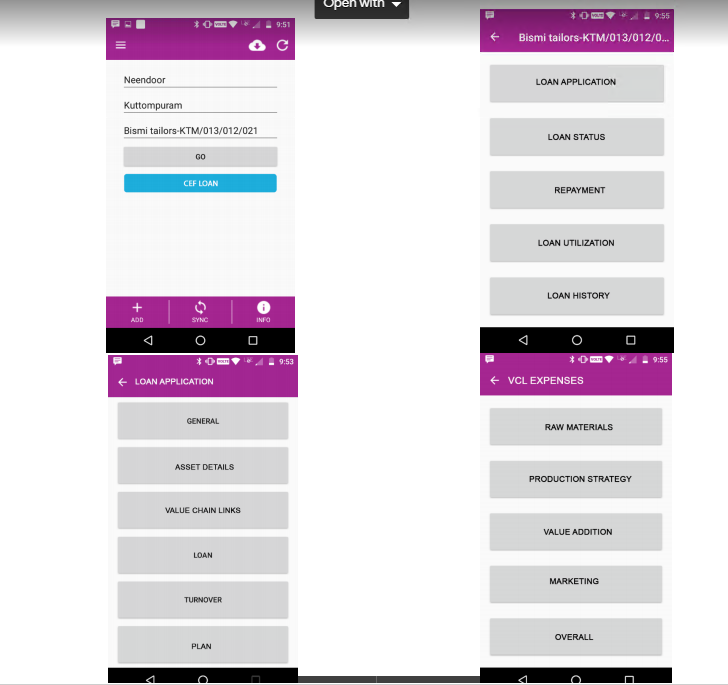 Open with
9:51
Neendoor
Kuttompuram
Bismi tailors-KTM/013/012/021
GO
CEF LOAN
ADD
SYNC
INFO
9:55
Bismi tailors-KTM/013/012/0...
LOAN APPLICATION
LOAN STATUS
REPAYMENT
LOAN UTILIZATION
LOAN HISTORY
9:53
LOAN APPLICATION
GENERAL
ASSET DETAILS
VALUE CHAIN LINKS
LOAN
TURNOVER
PLAN
9:55
VCL EXPENSES
RAW MATERIALS
PRODUCTION STRATEGY
VALUE ADDITION
MARKETING
OVERALL